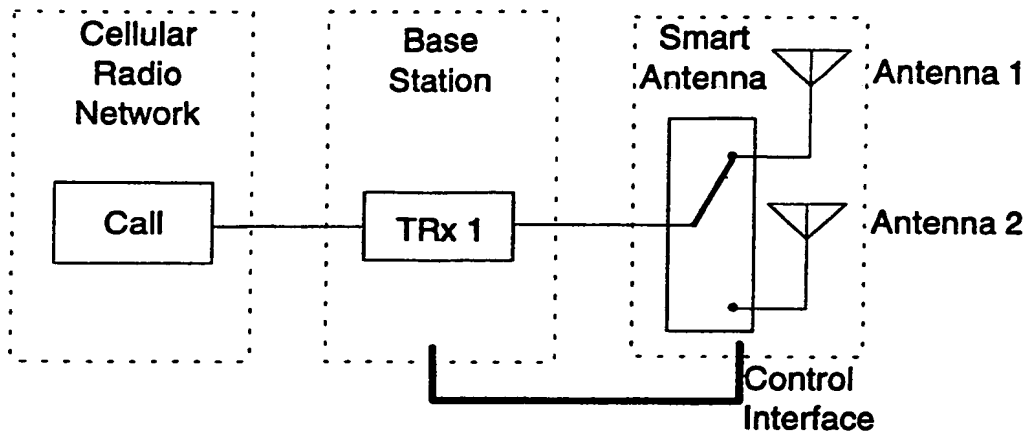 Cellular
Radio
Network
Base
Station
Smart
Antenna
Antenna 1
Call
TRx 1
Antenna 2
Control
Interface